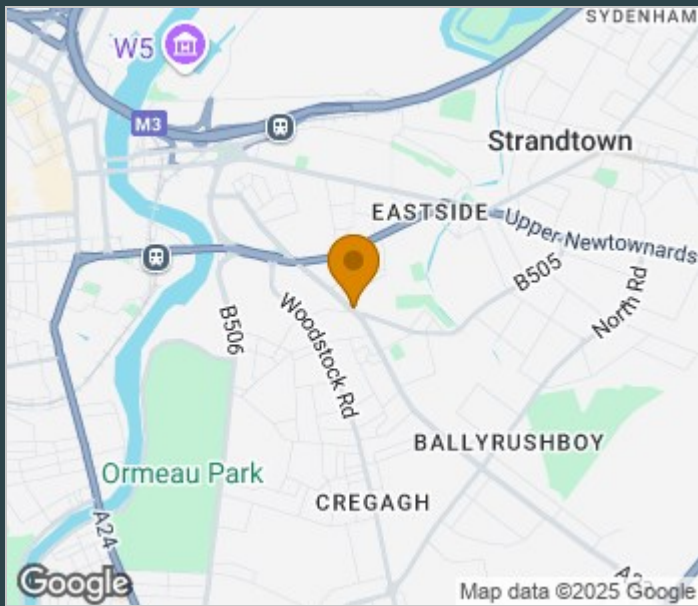 SYDENHAM
W5
M3
Strandtown
EASTSIDE
Upper Newtownards
B505
North Rd
B506
Woodstock Rd
BALLYRUSHBOY
Ormeau Park
CREGAGH
A24
Google
Map data ©2025 Google